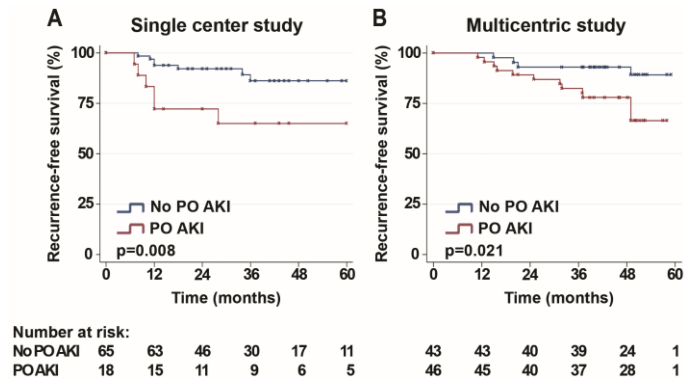 A Single center study
Recurrence-free survival (%)
100
75
50
25
0
No PO AKI
PO AKI
p=0.008
0 12 24 36 48 60
Time (months)
B Multicentric study
Recurrence-free survival (%)
100
75
50
25
0
No PO AKI
PO AKI
p=0.021
0 12 24 36 48 60
Time (months)
Number at risk:
No PO AKI 65 63 46 30 17 11 43 43 40 39 24 1
PO AKI 18 15 11 9 6 5 46 45 40 37 28 1